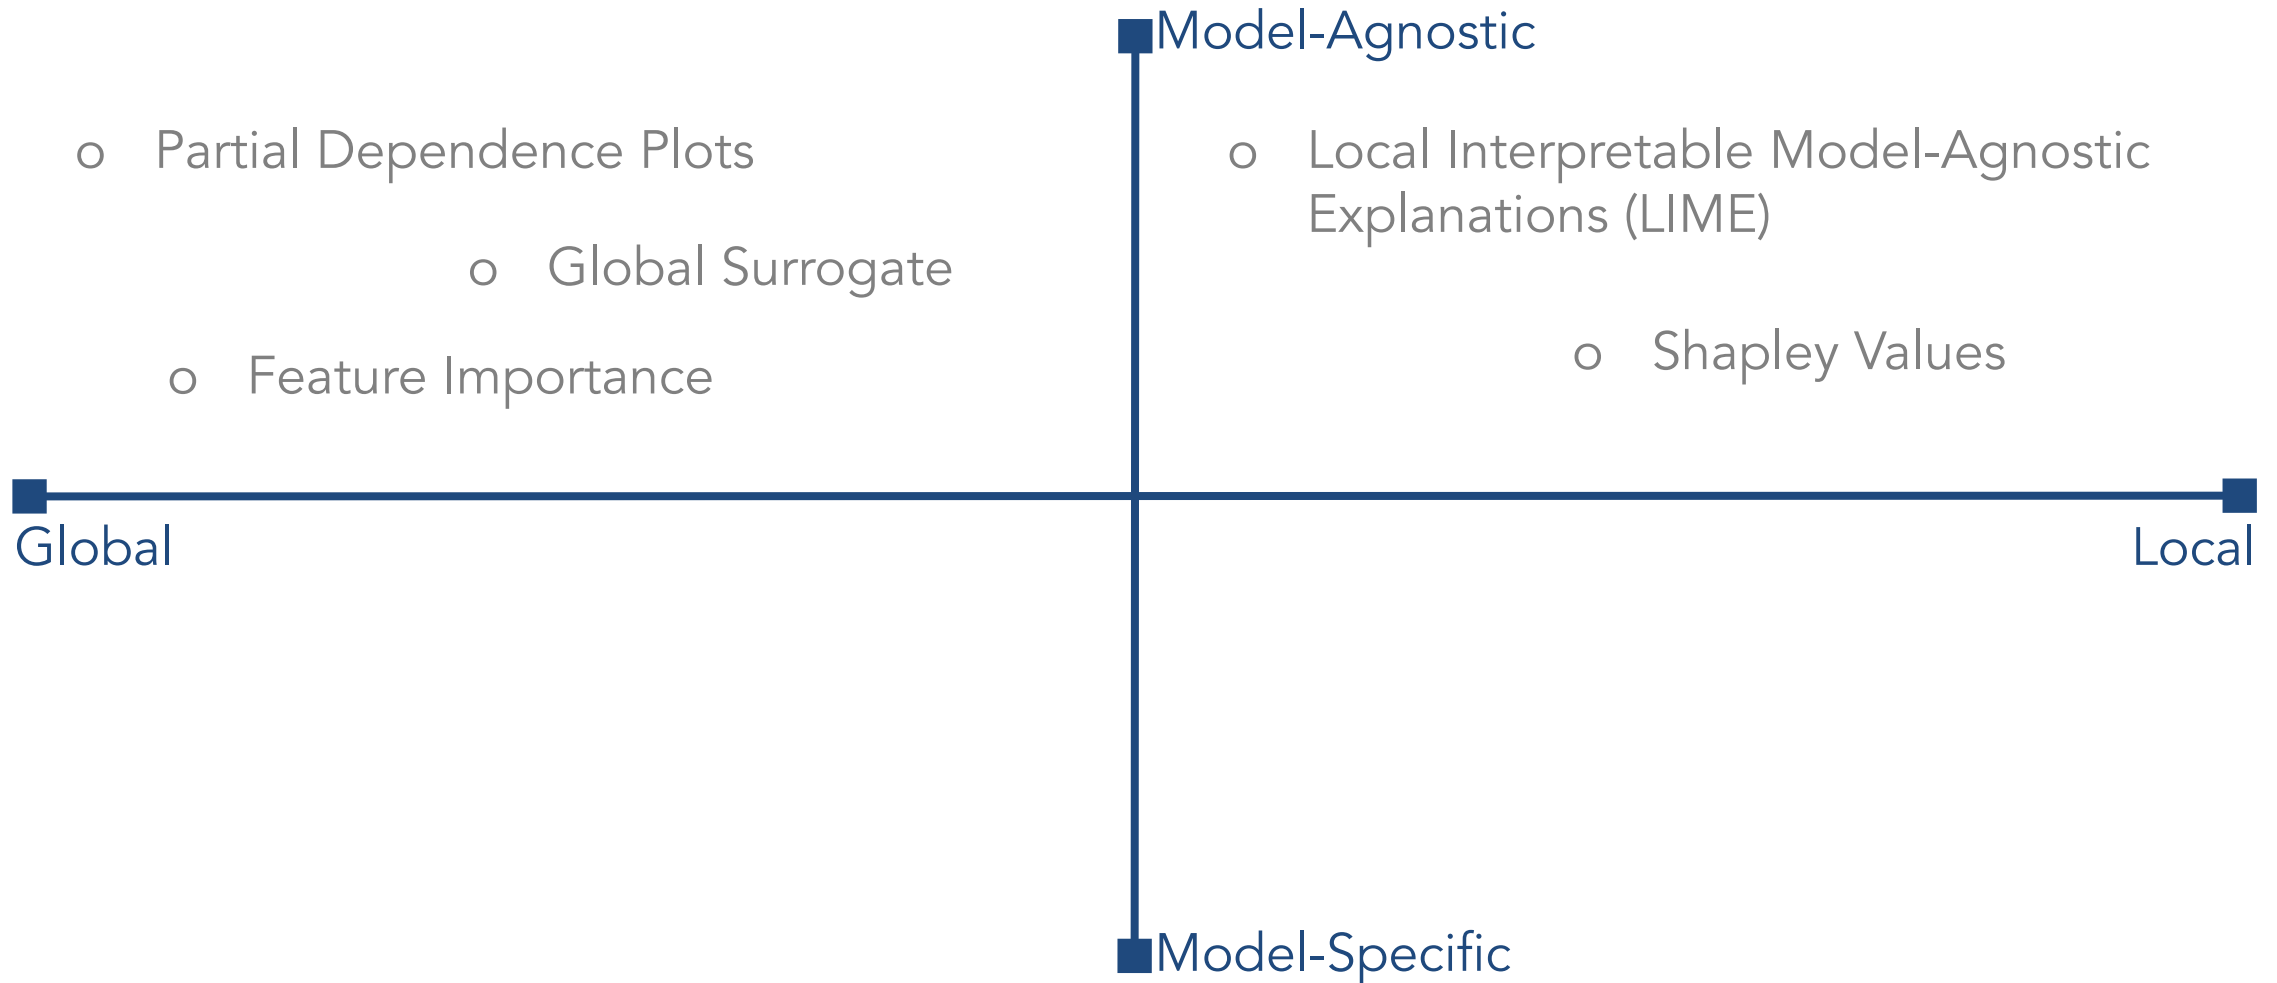 Model-Agnostic
o Partial Dependence Plots
o Global Surrogate
o Feature Importance
o Local Interpretable Model-Agnostic
Explanations (LIME)
o Shapley Values
Global
Local
Model-Specific